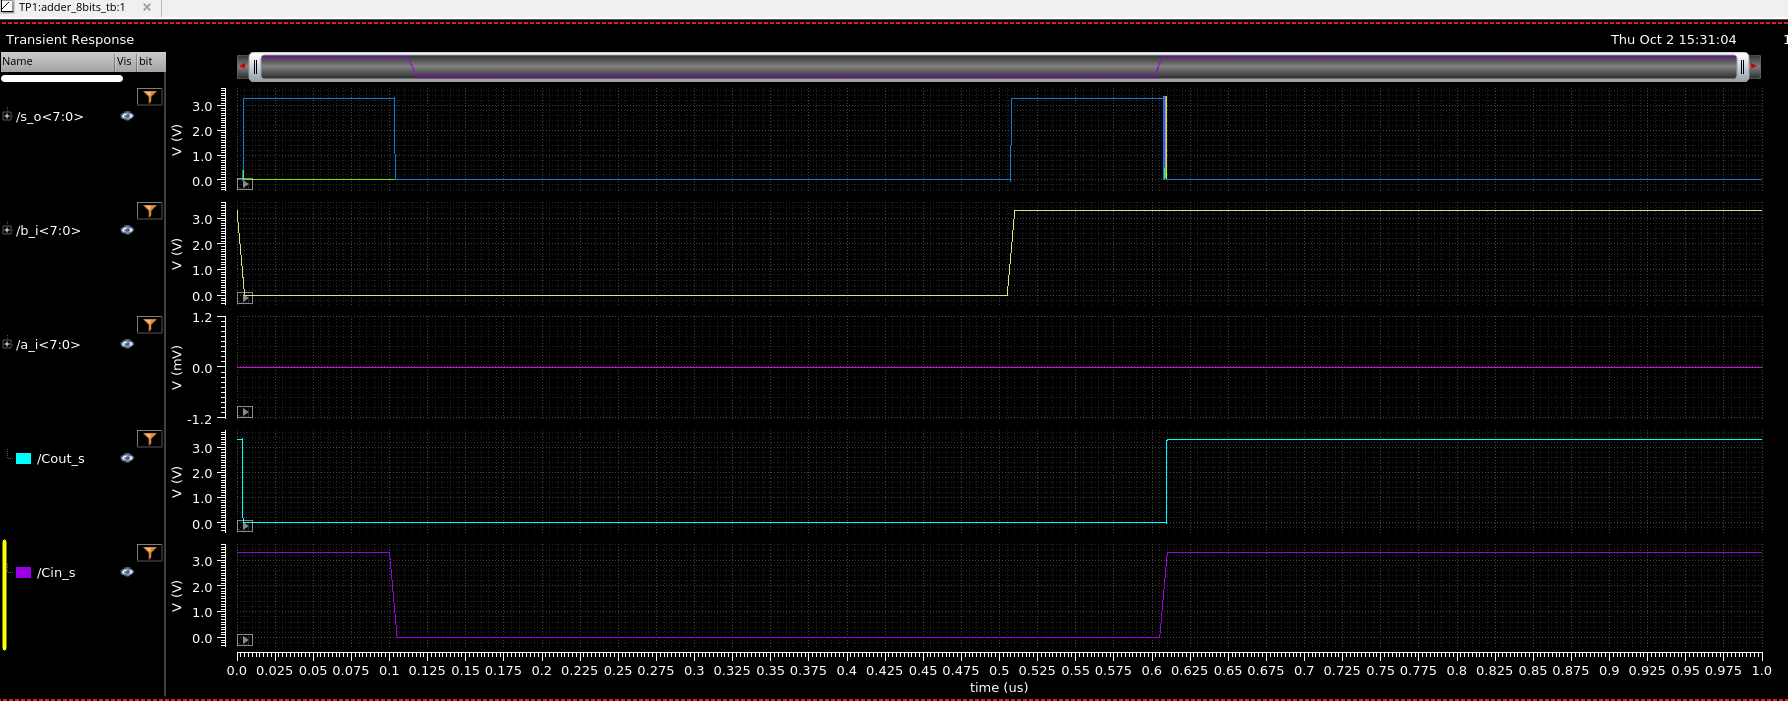 TP1:adder_8bits_tb:1
Transient Response
Thu Oct 2 15:31:04
1
Name Vis bit
/s_o<7:0>
V (V)
3.0
2.0
1.0
0.0
/b_i<7:0>
V (V)
3.0
2.0
1.0
0.0
/a_i<7:0>
V (mV)
1.2
0.0
-1.2
/Cout_s
V (V)
3.0
2.0
1.0
0.0
/Cin_s
V (V)
3.0
2.0
1.0
0.0
0.0 0.025 0.05 0.075 0.1 0.125 0.15 0.175 0.2 0.225 0.25 0.275 0.3 0.325 0.35 0.375 0.4 0.425 0.45 0.475 0.5 0.525 0.55 0.575 0.6 0.625 0.65 0.675 0.7 0.725 0.75 0.775 0.8 0.825 0.85 0.875 0.9 0.925 0.95 0.975 1.0
time (us)